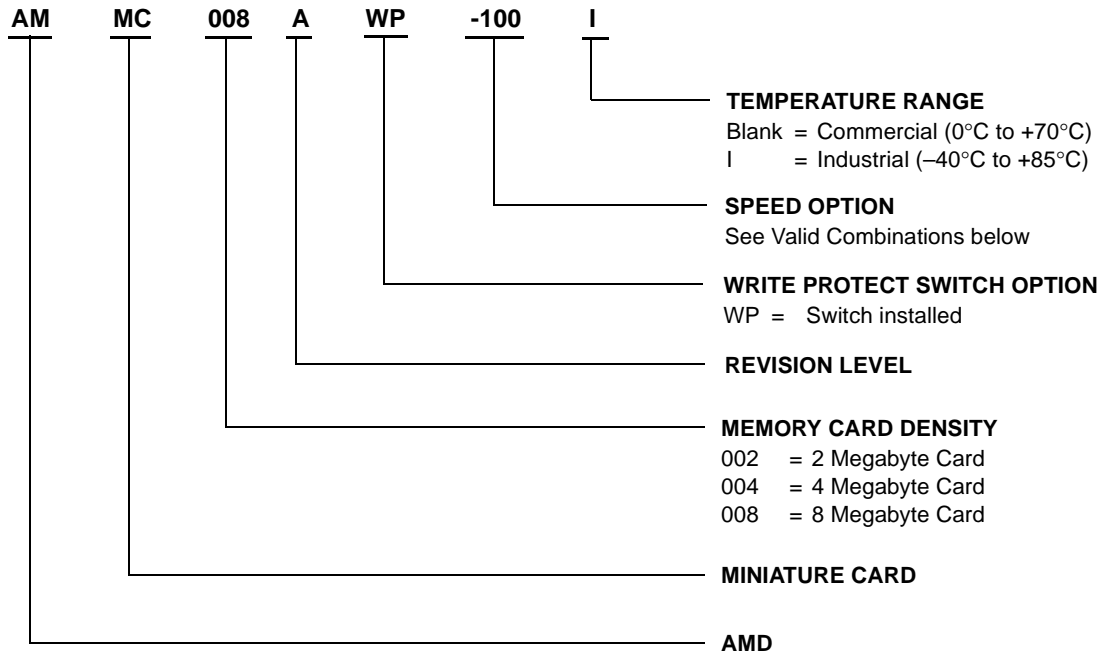 AM MC 008 A WP -100 I
TEMPERATURE RANGE
Blank = Commercial (0°C to +70°C)
I = Industrial (–40°C to +85°C)
SPEED OPTION
See Valid Combinations below
WRITE PROTECT SWITCH OPTION
WP = Switch installed
REVISION LEVEL
MEMORY CARD DENSITY
002 = 2 Megabyte Card
004 = 4 Megabyte Card
008 = 8 Megabyte Card
MINIATURE CARD
AMD